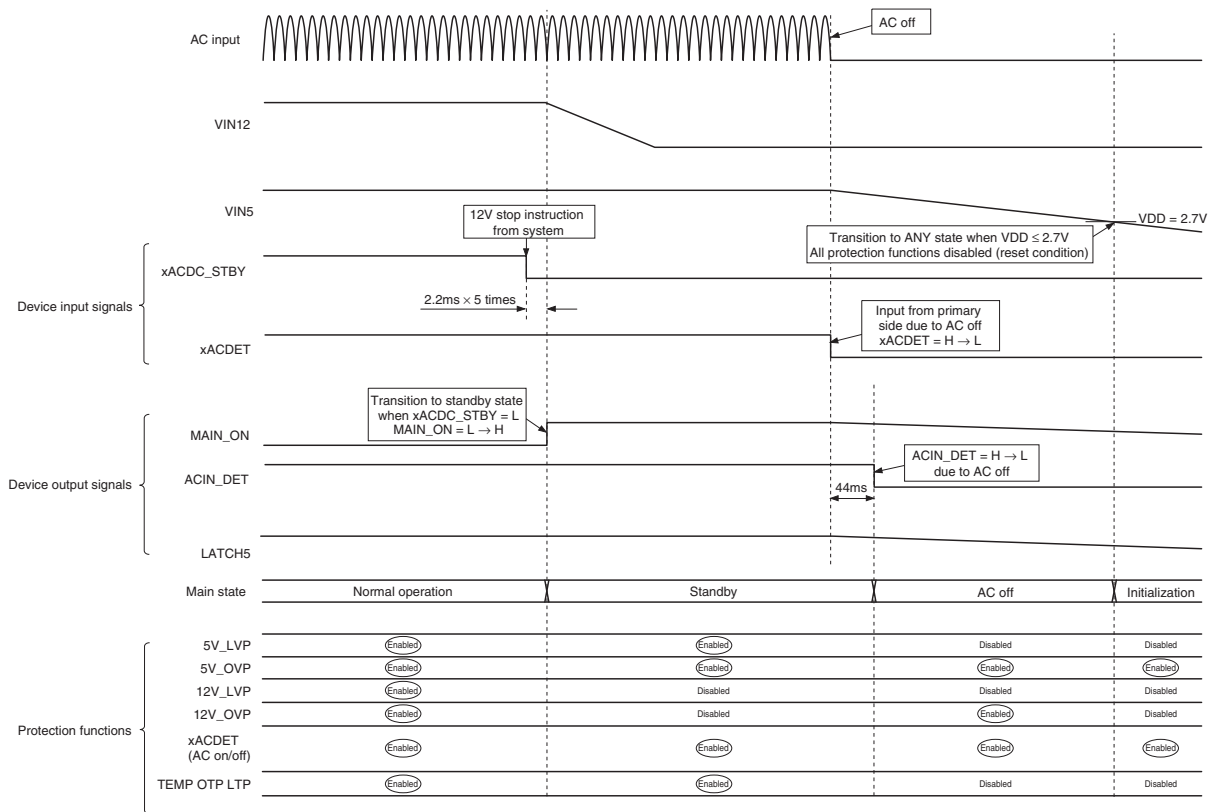 AC input
AC off
VIN12
VIN5
12V stop instruction
from system
VDD = 2.7V
Transition to ANY state when VDD ≤ 2.7V
All protection functions disabled (reset condition)
Device input signals
xACDC_STBY
2.2ms × 5 times
Input from primary
side due to AC off
xACDET = H → L
xACDET
Transition to standby state
when xACDC_STBY = L
MAIN_ON = L → H
MAIN_ON
Device output signals
ACIN_DET
ACIN_DET = H → L
due to AC off
44ms
LATCH5
Main state Normal operation Standby AC off Initialization
Protection functions
5V_LVP Enabled Enabled Disabled Disabled
5V_OVP Enabled Enabled Enabled Enabled
12V_LVP Enabled Disabled Disabled Disabled
12V_OVP Enabled Disabled Enabled Disabled
xACDET
(AC on/off) Enabled Enabled Enabled Enabled
TEMP OTP LTP Enabled Enabled Disabled Disabled